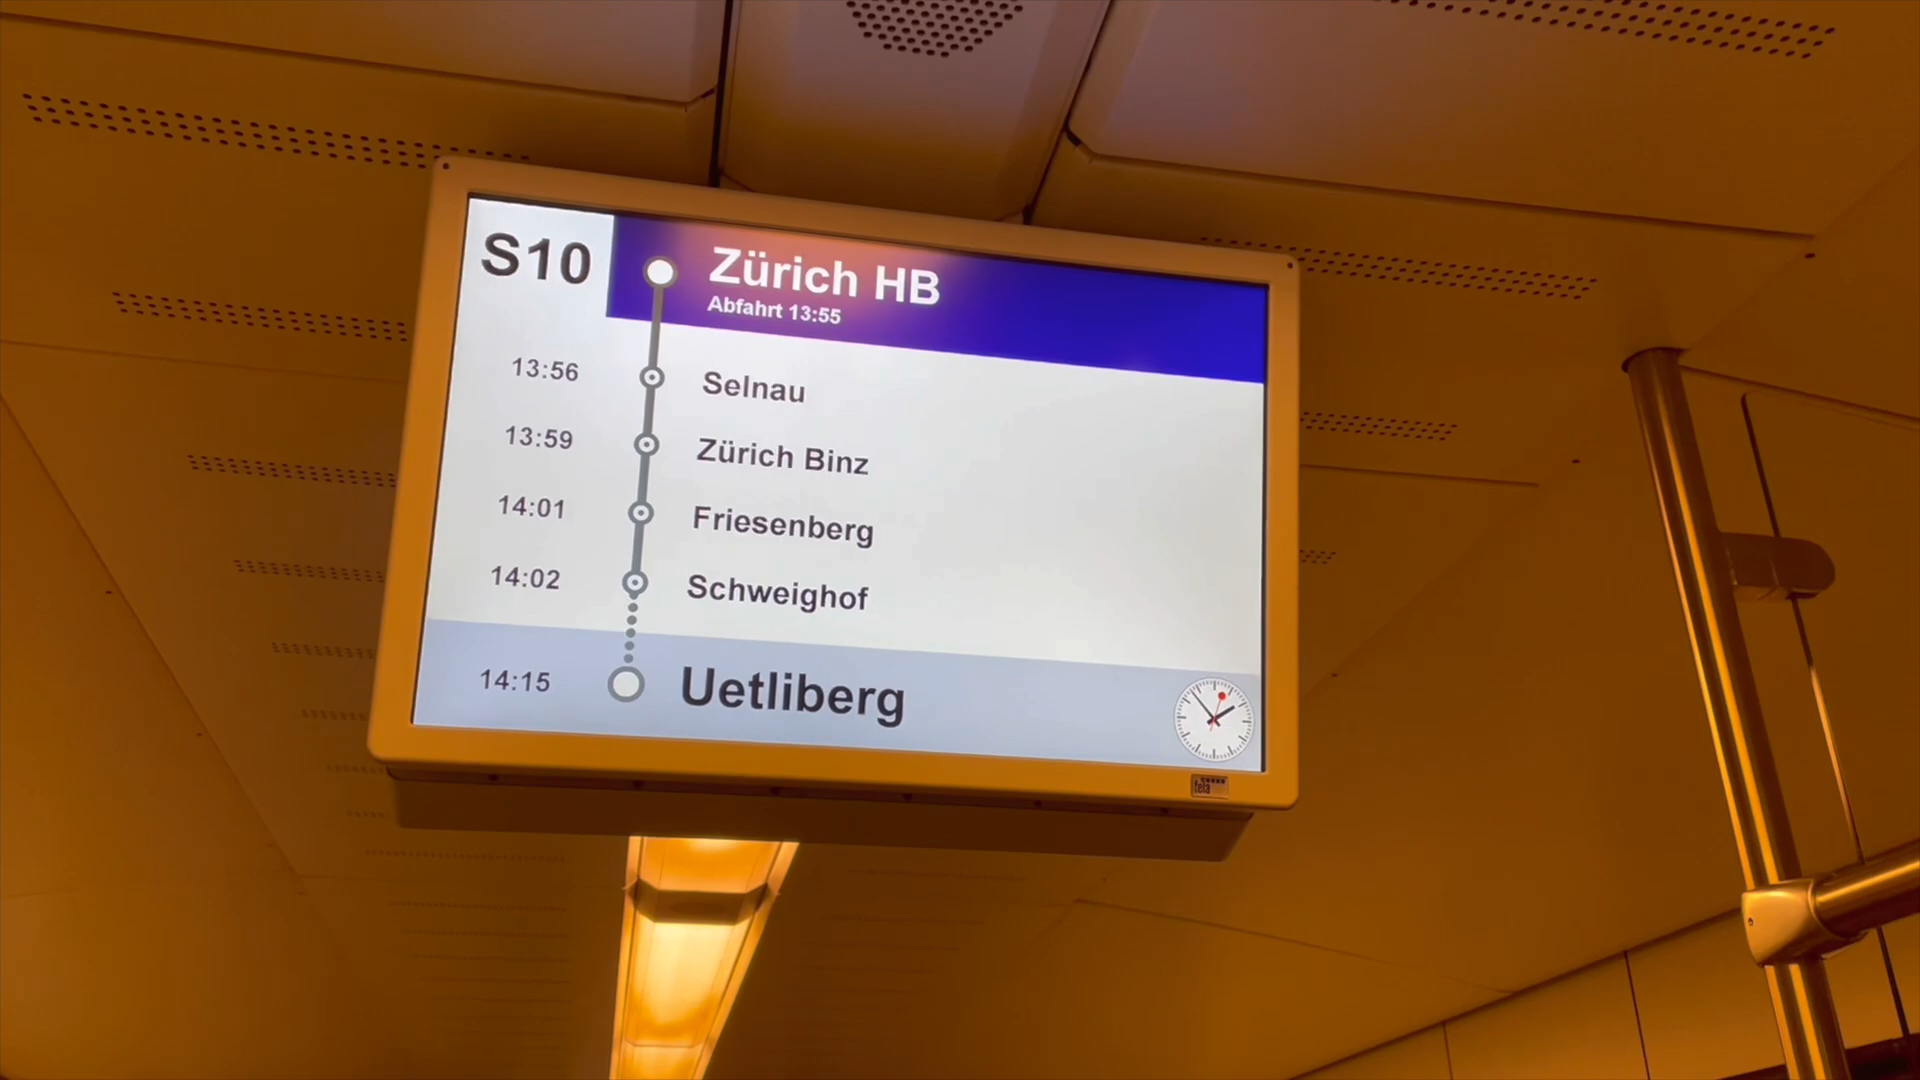 S10
Zürich HB
Abfahrt 13:55
13:56 Selnau
13:59 Zürich Binz
14:01 Friesenberg
14:02 Schweighof
14:15 Uetliberg
fela